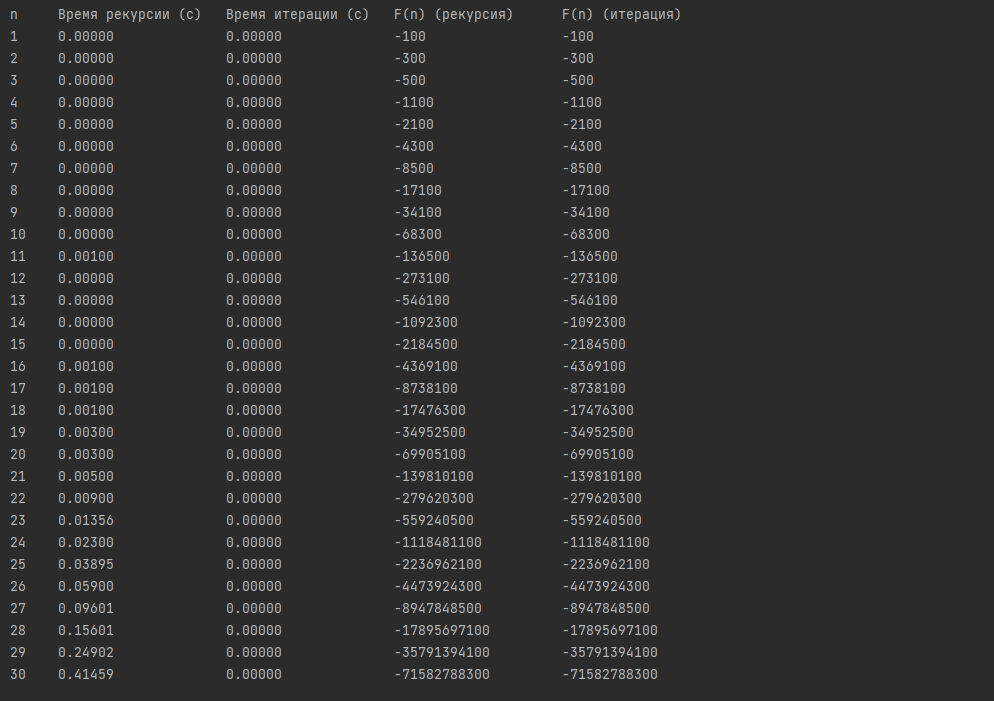 n Время рекурсии (с) Время итерации (с) F(n) (рекурсия) F(n) (итерация)
1 0.00000 0.00000 -100 -100
2 0.00000 0.00000 -300 -300
3 0.00000 0.00000 -500 -500
4 0.00000 0.00000 -1100 -1100
5 0.00000 0.00000 -2100 -2100
6 0.00000 0.00000 -4300 -4300
7 0.00000 0.00000 -8500 -8500
8 0.00000 0.00000 -17100 -17100
9 0.00000 0.00000 -34100 -34100
10 0.00000 0.00000 -68300 -68300
11 0.00100 0.00000 -136500 -136500
12 0.00000 0.00000 -273100 -273100
13 0.00000 0.00000 -546100 -546100
14 0.00000 0.00000 -1092300 -1092300
15 0.00000 0.00000 -2184500 -2184500
16 0.00100 0.00000 -4369100 -4369100
17 0.00100 0.00000 -8738100 -8738100
18 0.00100 0.00000 -17476300 -17476300
19 0.00300 0.00000 -34952500 -34952500
20 0.00300 0.00000 -69905100 -69905100
21 0.00500 0.00000 -139810100 -139810100
22 0.00900 0.00000 -279620300 -279620300
23 0.01356 0.00000 -559240500 -559240500
24 0.02300 0.00000 -1118481100 -1118481100
25 0.03895 0.00000 -2236962100 -2236962100
26 0.05900 0.00000 -4473924300 -4473924300
27 0.09601 0.00000 -8947848500 -8947848500
28 0.15601 0.00000 -17895697100 -17895697100
29 0.24902 0.00000 -35791394100 -35791394100
30 0.41459 0.00000 -71582788300 -71582788300